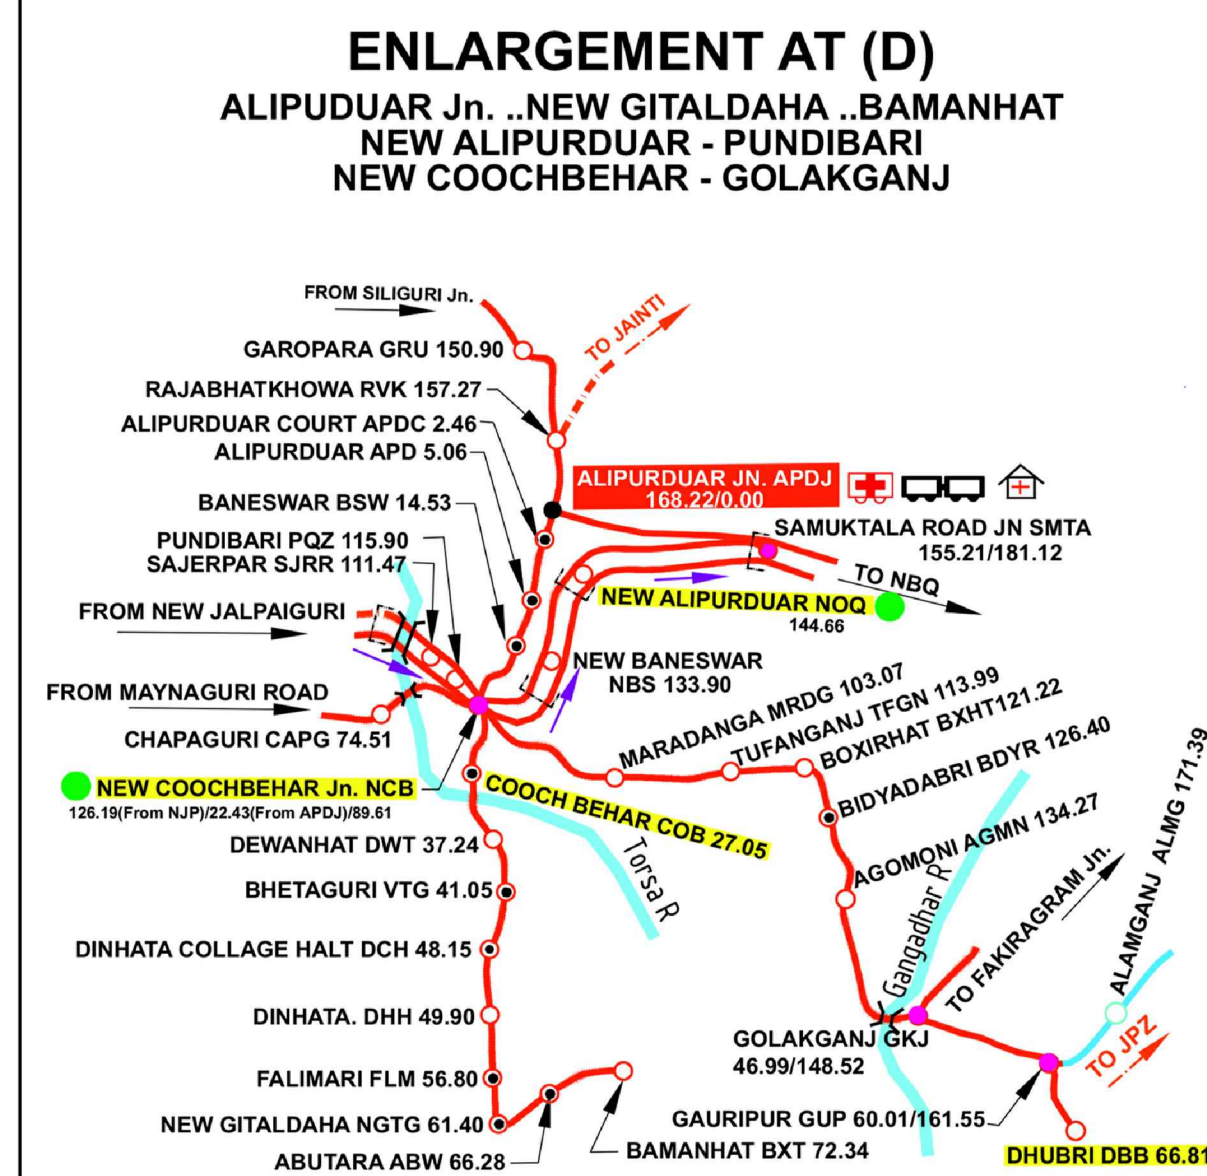 ENLARGEMENT AT (D)
ALIPUDUAR Jn. ..NEW GITALDAHA ..BAMANHAT
NEW ALIPURDUAR - PUNDIBARI
NEW COOCHBEHAR - GOLAKGANJ
FROM SILIGURI Jn.
TO JAINTI
GAROPARA GRU 150.90
RAJABHATKHOWA RVK 157.27
ALIPURDUAR COURT APDC 2.46
ALIPURDUAR APD 5.06
ALIPURDUAR JN. APDJ
168.22/0.00
BANESWAR BSW 14.53
SAMUKTALA ROAD JN SMTA
155.21/181.12
PUNDIBARI PQZ 115.90
SAJERPAR SJRR 111.47
TO NBQ
NEW ALIPURDUAR NOQ
144.66
FROM NEW JALPAIGURI
NEW BANESWAR
NBS 133.90
FROM MAYNAGURI ROAD
CHAPAGURI CAPG 74.51
MARADANGA MRDG 103.07
TUFANGANJ TFGN 113.99
BOXIRHAT BXHT121.22
BIDYADABRI BDYR 126.40
AGOMONI AGMN 134.27
ALAMGANJ ALMG 171.39
NEW COOCHBEHAR Jn. NCB
126.19(From NJP)/22.43(From APDJ)/89.61
COOCH BEHAR COB 27.05
DEWANHAT DWT 37.24
Torsa R
BHETAGURI VTG 41.05
Gangadhar R
TO FAKIRAGRAM Jn.
DINHATA COLLAGE HALT DCH 48.15
DINHATA. DHH 49.90
GOLAKGANJ GKJ
46.99/148.52
TO JPZ
FALIMARI FLM 56.80
NEW GITALDAHA NGTG 61.40
GAURIPUR GUP 60.01/161.55
ABUTARA ABW 66.28
BAMANHAT BXT 72.34
DHUBRI DBB 66.81